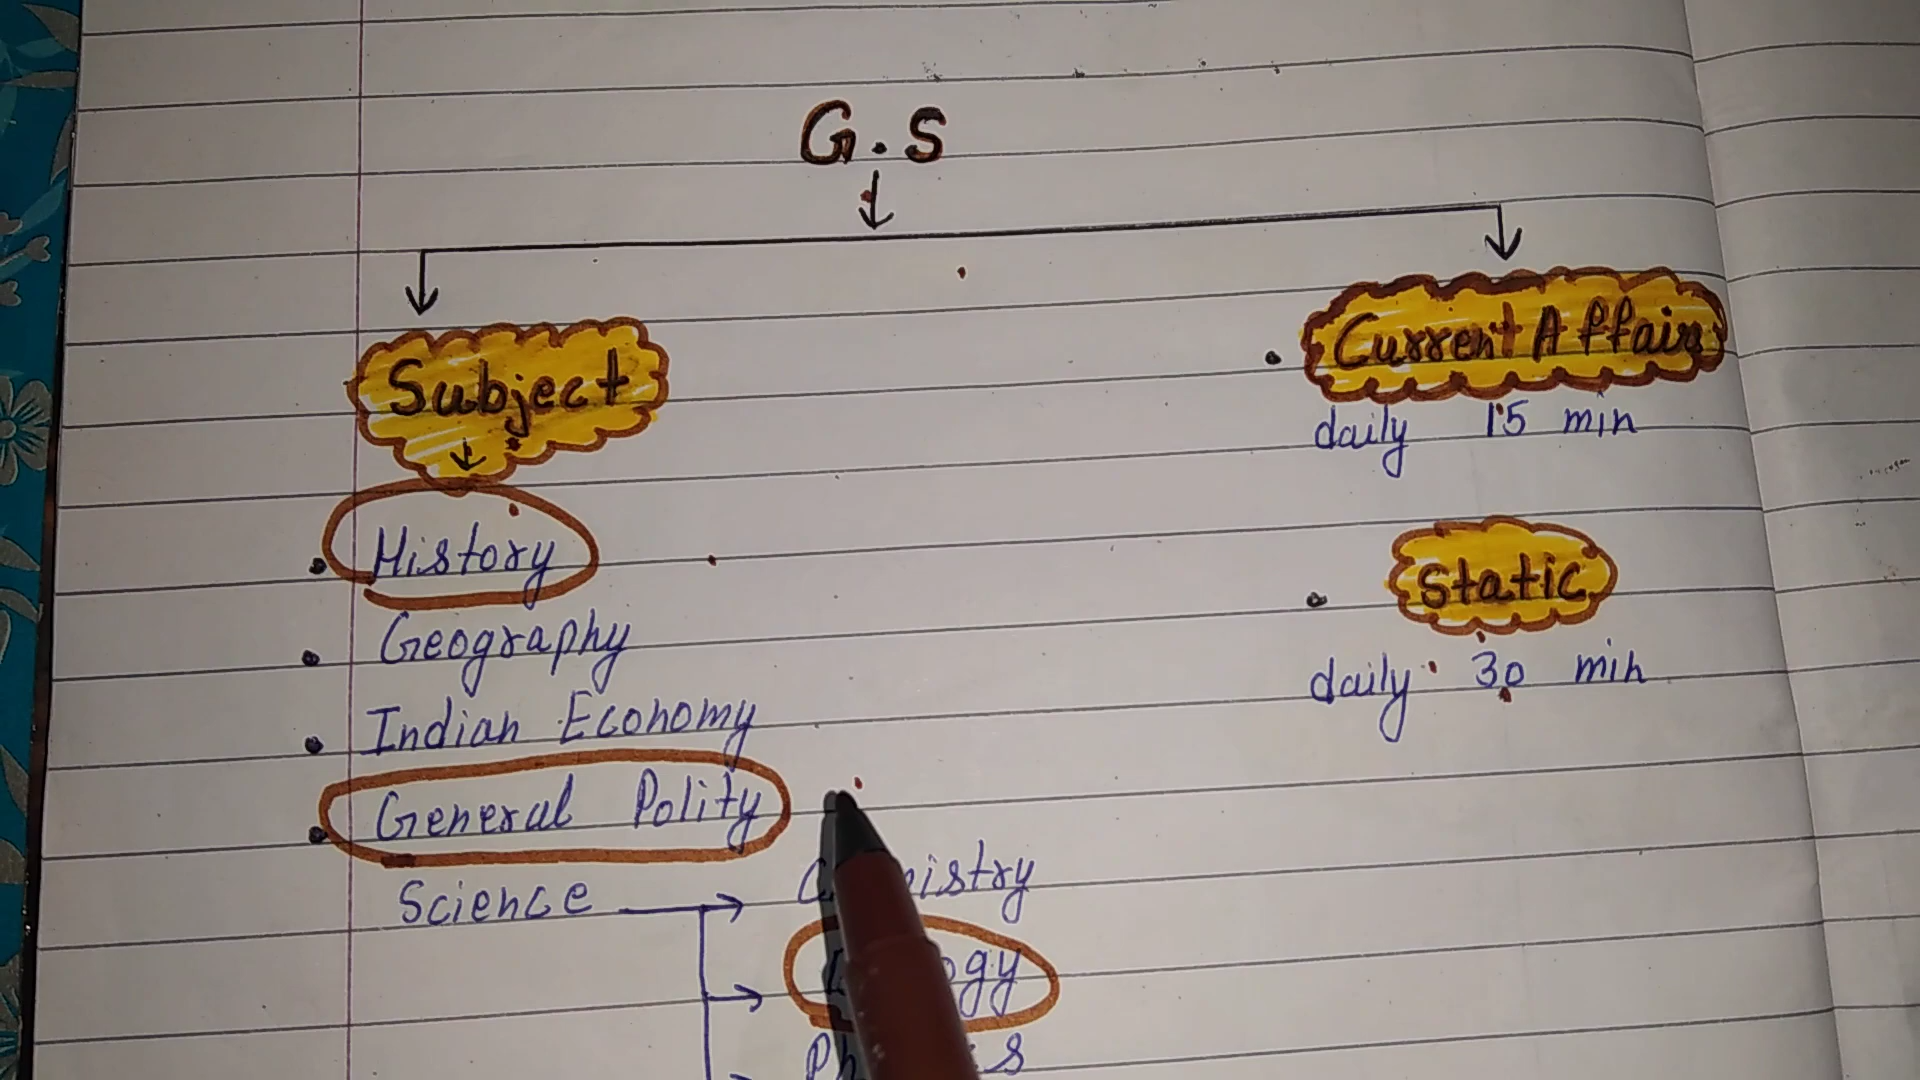 G.S
Subject
History
Geography
Indian Economy
General Polity
Science
Current Affairs
daily 15 min
Static
daily 30 min